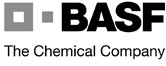 BASF
The Chemical Company